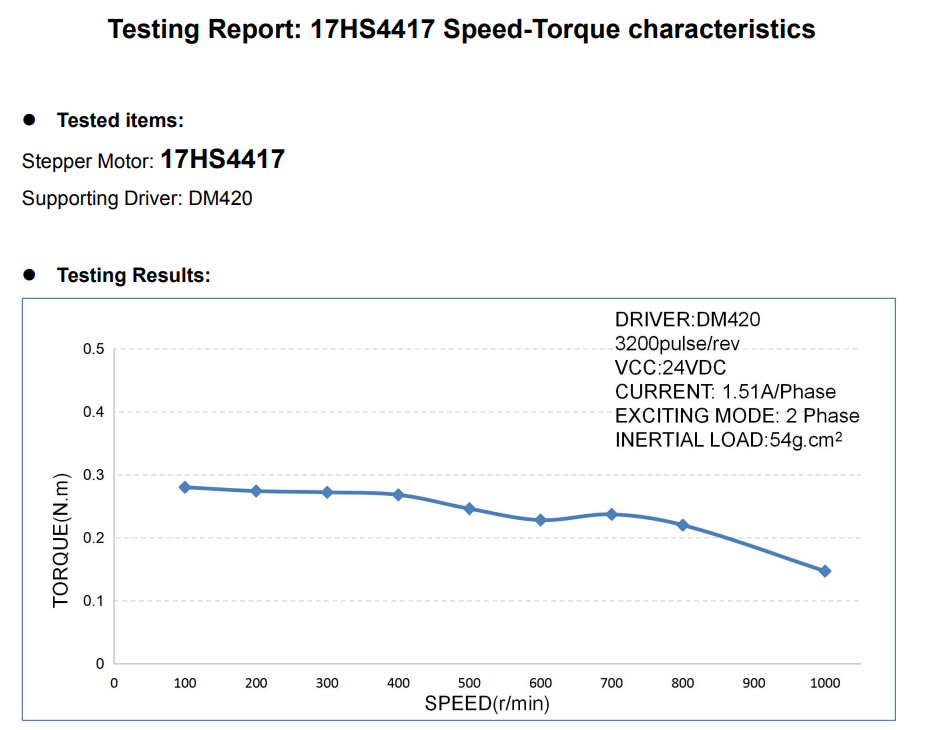 Testing Report: 17HS4417 Speed-Torque characteristics
● Tested items:
Stepper Motor: 17HS4417
Supporting Driver: DM420
● Testing Results:
DRIVER:DM420
3200pulse/rev
VCC:24VDC
CURRENT: 1.51A/Phase
EXCITING MODE: 2 Phase
INERTIAL LOAD:54g.cm²
TORQUE(N.m)
0.5
0.4
0.3
0.2
0.1
0
0 100 200 300 400 500 600 700 800 900 1000
SPEED(r/min)